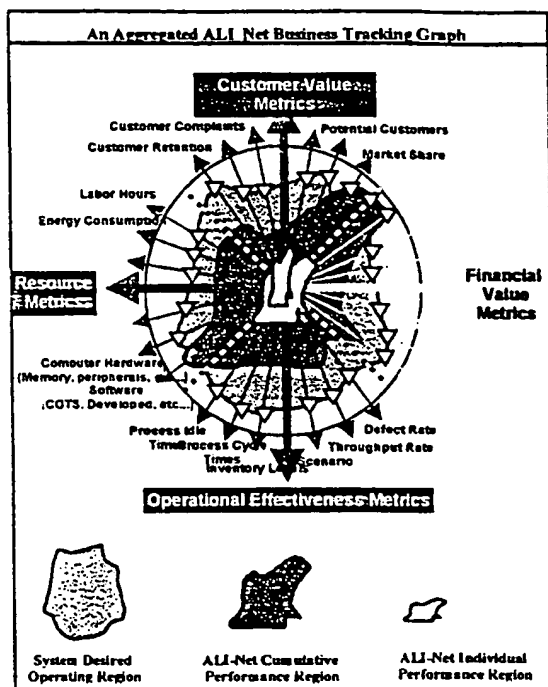 An Aggregated ALI Net Business Tracking Graph
Customer Value
Metrics
Customer Complaints
Potential Customers
Customer Retention
Market Share
Labor Hours
Energy Consumption
Resource
Metricss
Financial
Value
Metrics
Computer Hardware
(Memory, peripherals,
Software
(COTS, Developed, etc...)
Process Idle
Time
Process Cycle
Times
Defect Rate
Throughput Rate
Scenario
Inventory
Operational Effectiveness Metrics
System Desired
Operating Region
ALI-Net Cumulative
Performance Region
ALI-Net Individual
Performance Region